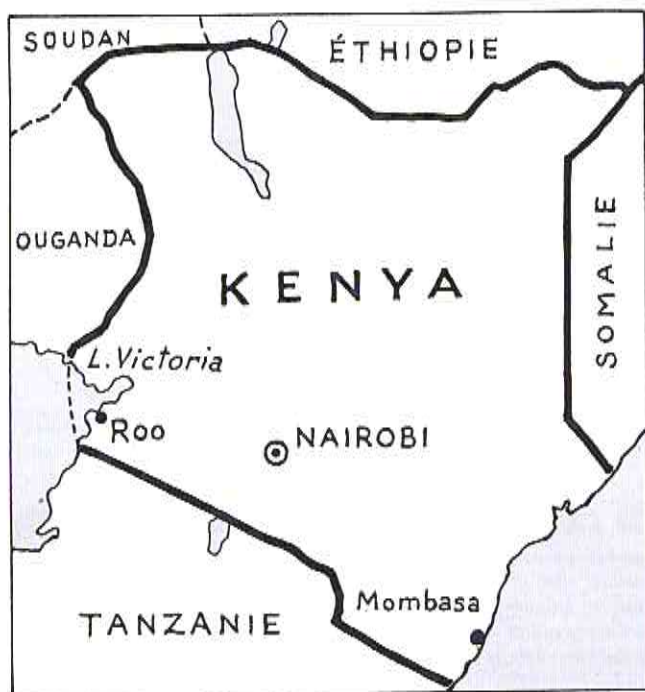 SOUDAN
ÉTHIOPIE
OUGANDA
KENYA
SOMALIE
L. Victoria
Roo
NAIROBI
Mombasa
TANZANIE